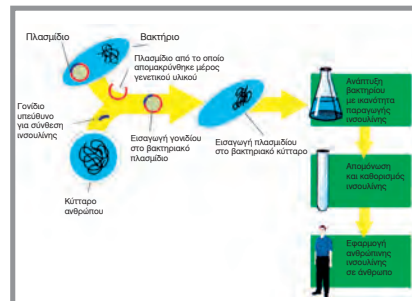 Πλασμίδιο
Βακτήριο
Πλασμίδιο από το οποίο
απομακρύνθηκε μέρος
γενετικού υλικού
Γονίδιο
υπεύθυνο
για σύνθεση
ινσουλίνης
Εισαγωγή γονιδίου
στο βακτηριακό
πλασμίδιο
Εισαγωγή πλασμιδίου
στο βακτηριακό κύτταρο
Κύτταρο
ανθρώπου
Ανάπτυξη
βακτηρίου
με ικανότητα
παραγωγής
ινσουλίνης
Απομόνωση
και καθορισμός
ινσουλίνης
Εφαρμογή
ανθρώπινης
ινσουλίνης
σε άνθρωπο